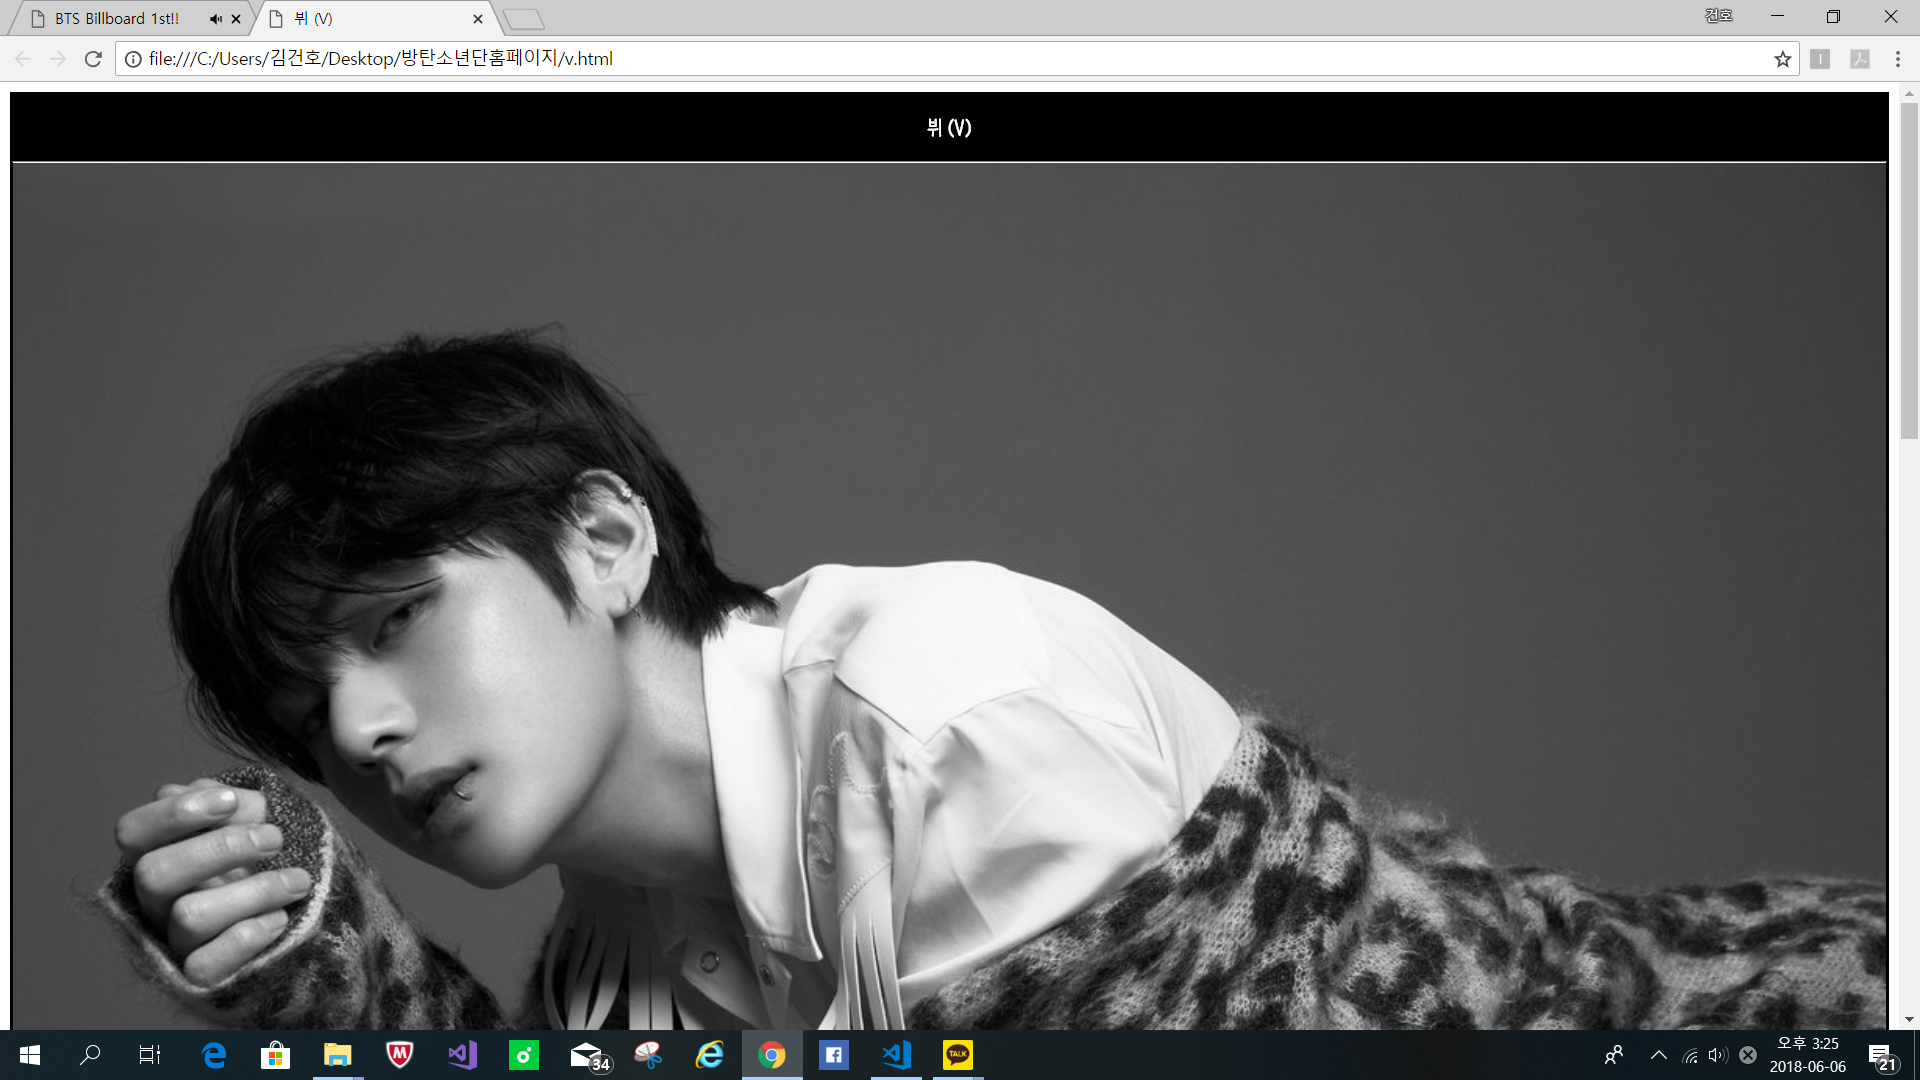 BTS Billboard 1st!!
뷔 (V)
건호
file:///C:/Users/김건호/Desktop/방탄소년단홈페이지/v.html
뷔 (V)
34
TALK
오후 3:25
2018-06-06
21